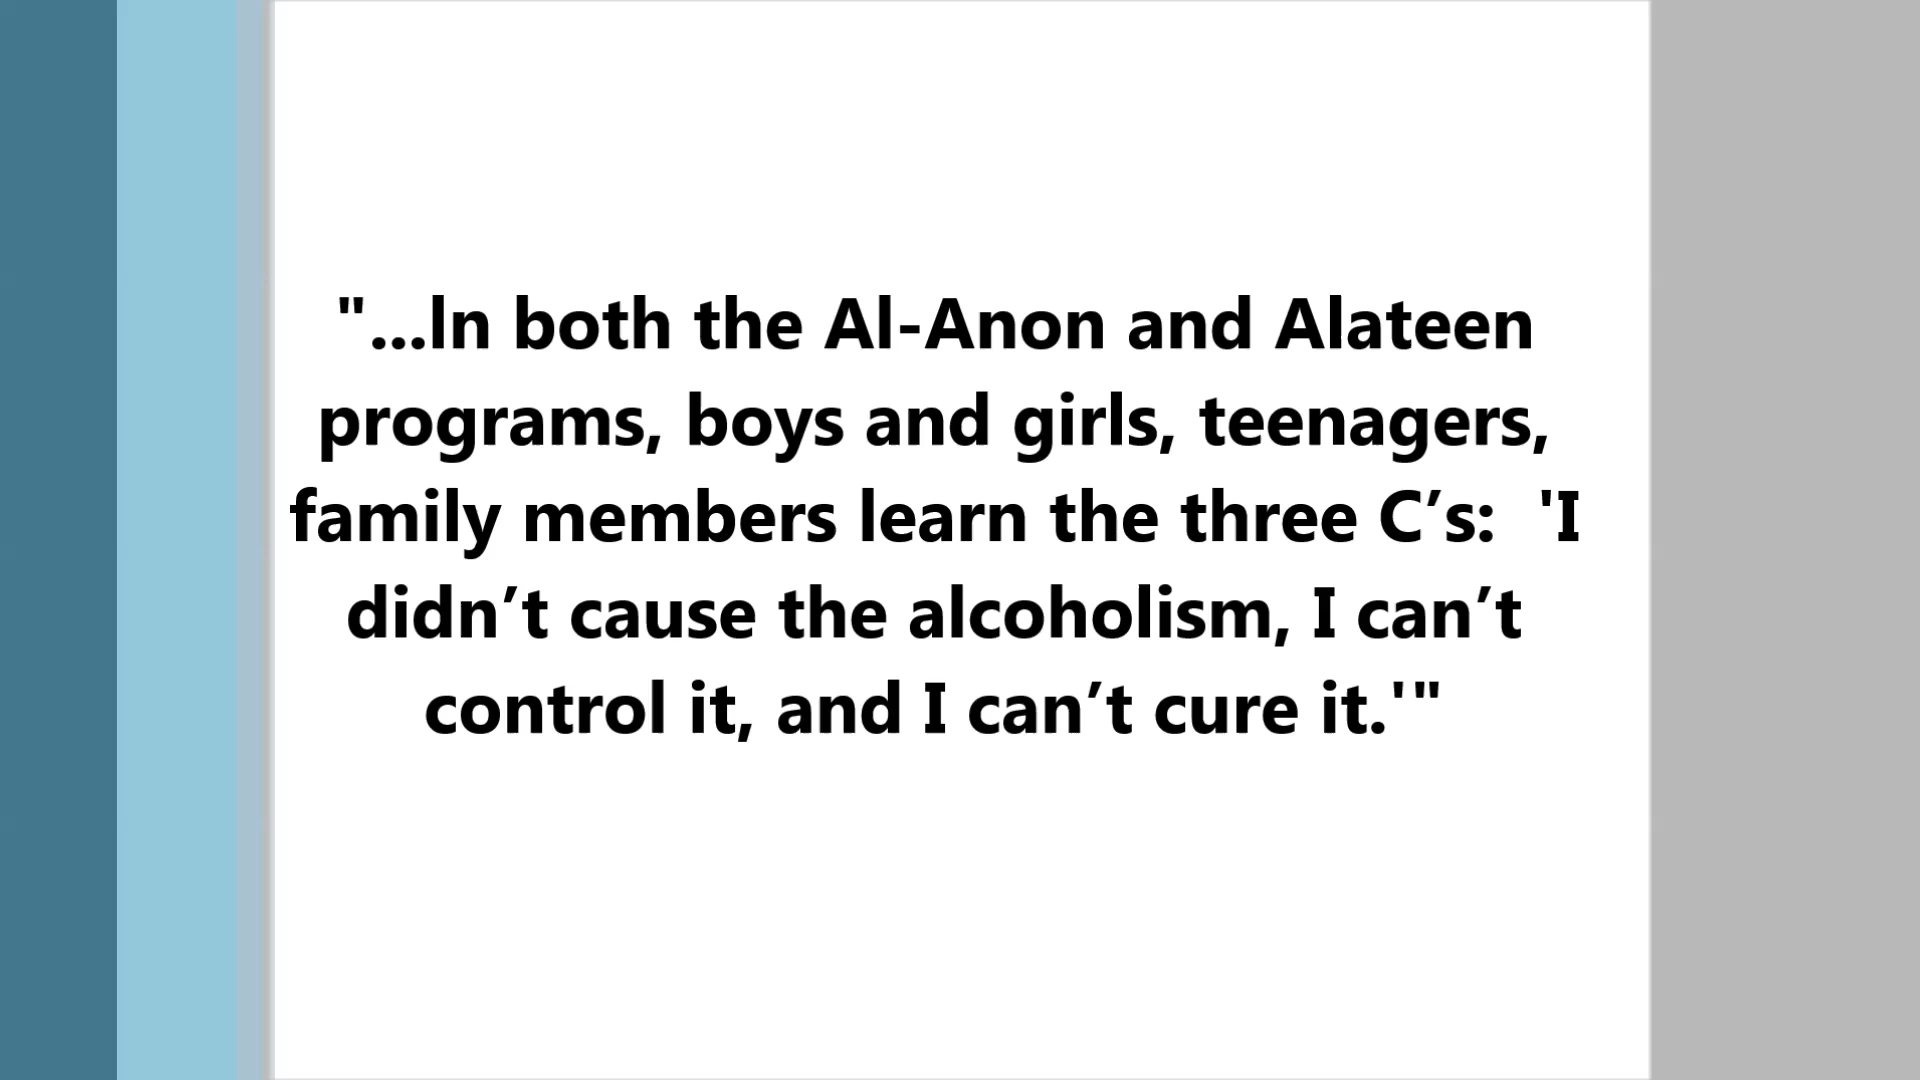 "...ln both the Al-Anon and Alateen
programs, boys and girls, teenagers,
family members learn the three C’s:  'I
didn’t cause the alcoholism, I can’t
control it, and I can’t cure it.'"